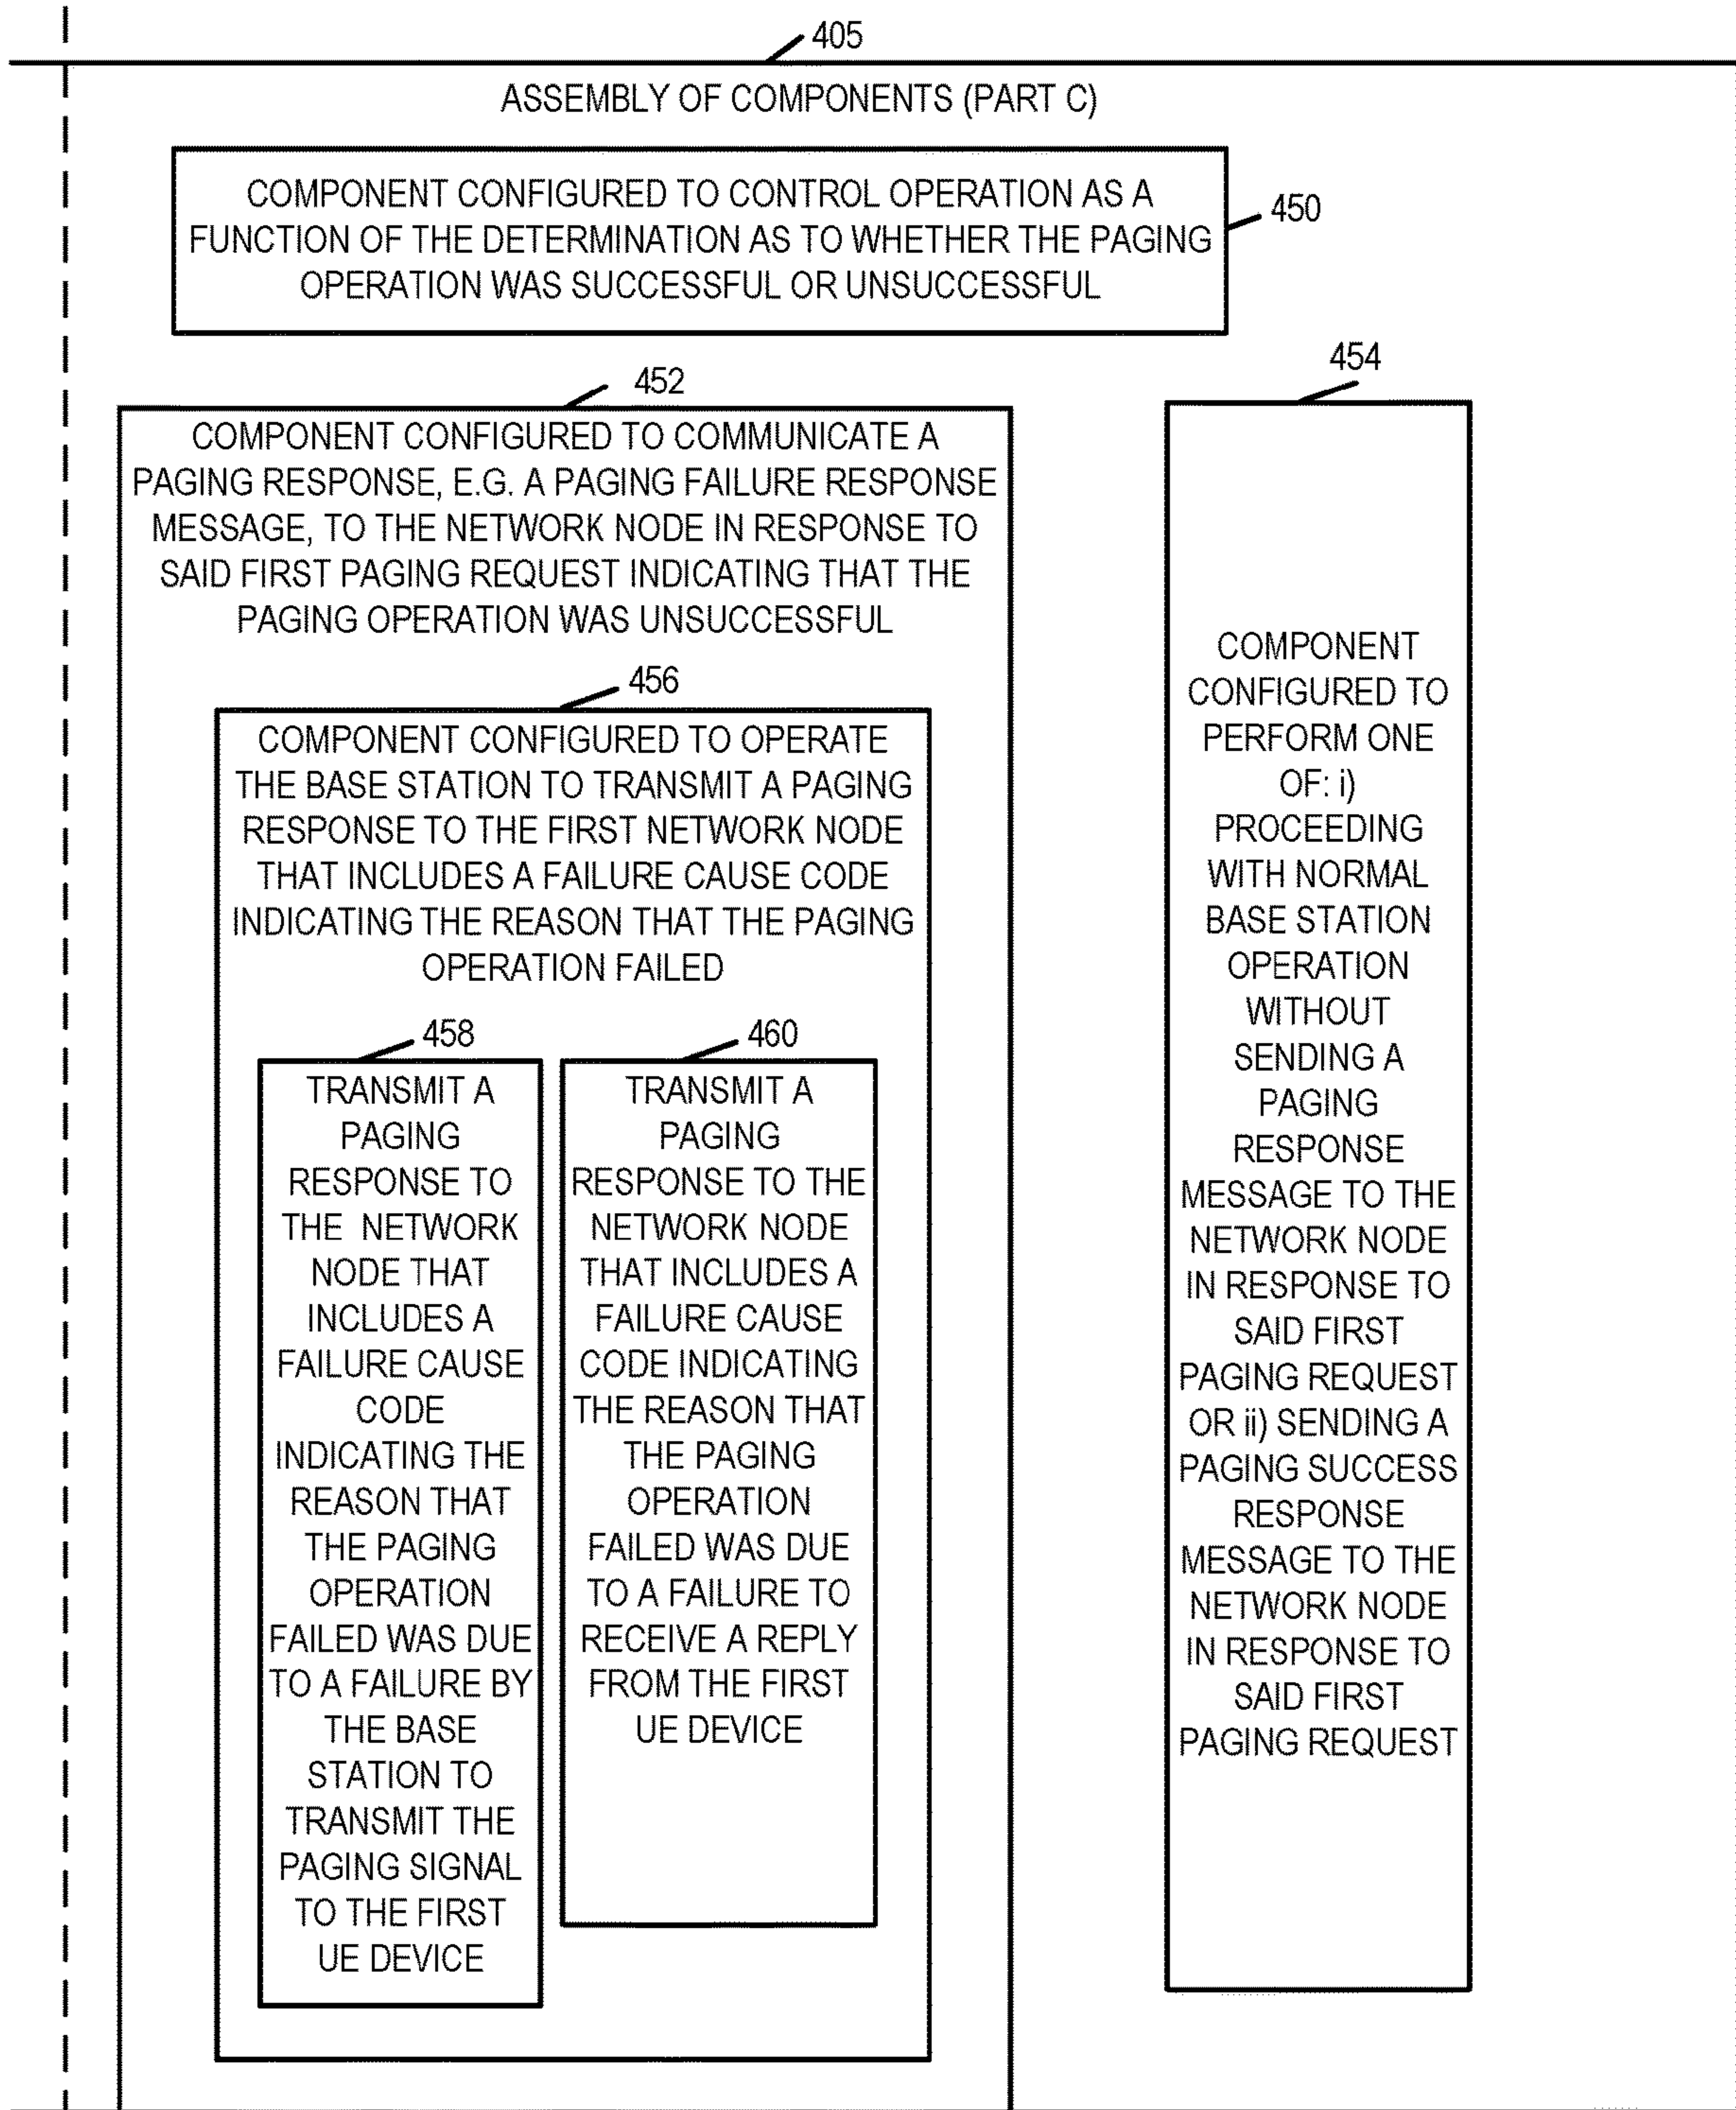 405
ASSEMBLY OF COMPONENTS (PART C)
COMPONENT CONFIGURED TO CONTROL OPERATION AS A
FUNCTION OF THE DETERMINATION AS TO WHETHER THE PAGING
OPERATION WAS SUCCESSFUL OR UNSUCCESSFUL
450
452
COMPONENT CONFIGURED TO COMMUNICATE A
PAGING RESPONSE, E.G. A PAGING FAILURE RESPONSE
MESSAGE, TO THE NETWORK NODE IN RESPONSE TO
SAID FIRST PAGING REQUEST INDICATING THAT THE
PAGING OPERATION WAS UNSUCCESSFUL
456
COMPONENT CONFIGURED TO OPERATE
THE BASE STATION TO TRANSMIT A PAGING
RESPONSE TO THE FIRST NETWORK NODE
THAT INCLUDES A FAILURE CAUSE CODE
INDICATING THE REASON THAT THE PAGING
OPERATION FAILED
458
TRANSMIT A
PAGING
RESPONSE TO
THE NETWORK
NODE THAT
INCLUDES A
FAILURE CAUSE
CODE
INDICATING THE
REASON THAT
THE PAGING
OPERATION
FAILED WAS DUE
TO A FAILURE BY
THE BASE
STATION TO
TRANSMIT THE
PAGING SIGNAL
TO THE FIRST
UE DEVICE
460
TRANSMIT A
PAGING
RESPONSE TO THE
NETWORK NODE
THAT INCLUDES A
FAILURE CAUSE
CODE INDICATING
THE REASON THAT
THE PAGING
OPERATION
FAILED WAS DUE
TO A FAILURE TO
RECEIVE A REPLY
FROM THE FIRST
UE DEVICE
454
COMPONENT
CONFIGURED TO
PERFORM ONE
OF: i)
PROCEEDING
WITH NORMAL
BASE STATION
OPERATION
WITHOUT
SENDING A
PAGING
RESPONSE
MESSAGE TO THE
NETWORK NODE
IN RESPONSE TO
SAID FIRST
PAGING REQUEST
OR ii) SENDING A
PAGING SUCCESS
RESPONSE
MESSAGE TO THE
NETWORK NODE
IN RESPONSE TO
SAID FIRST
PAGING REQUEST